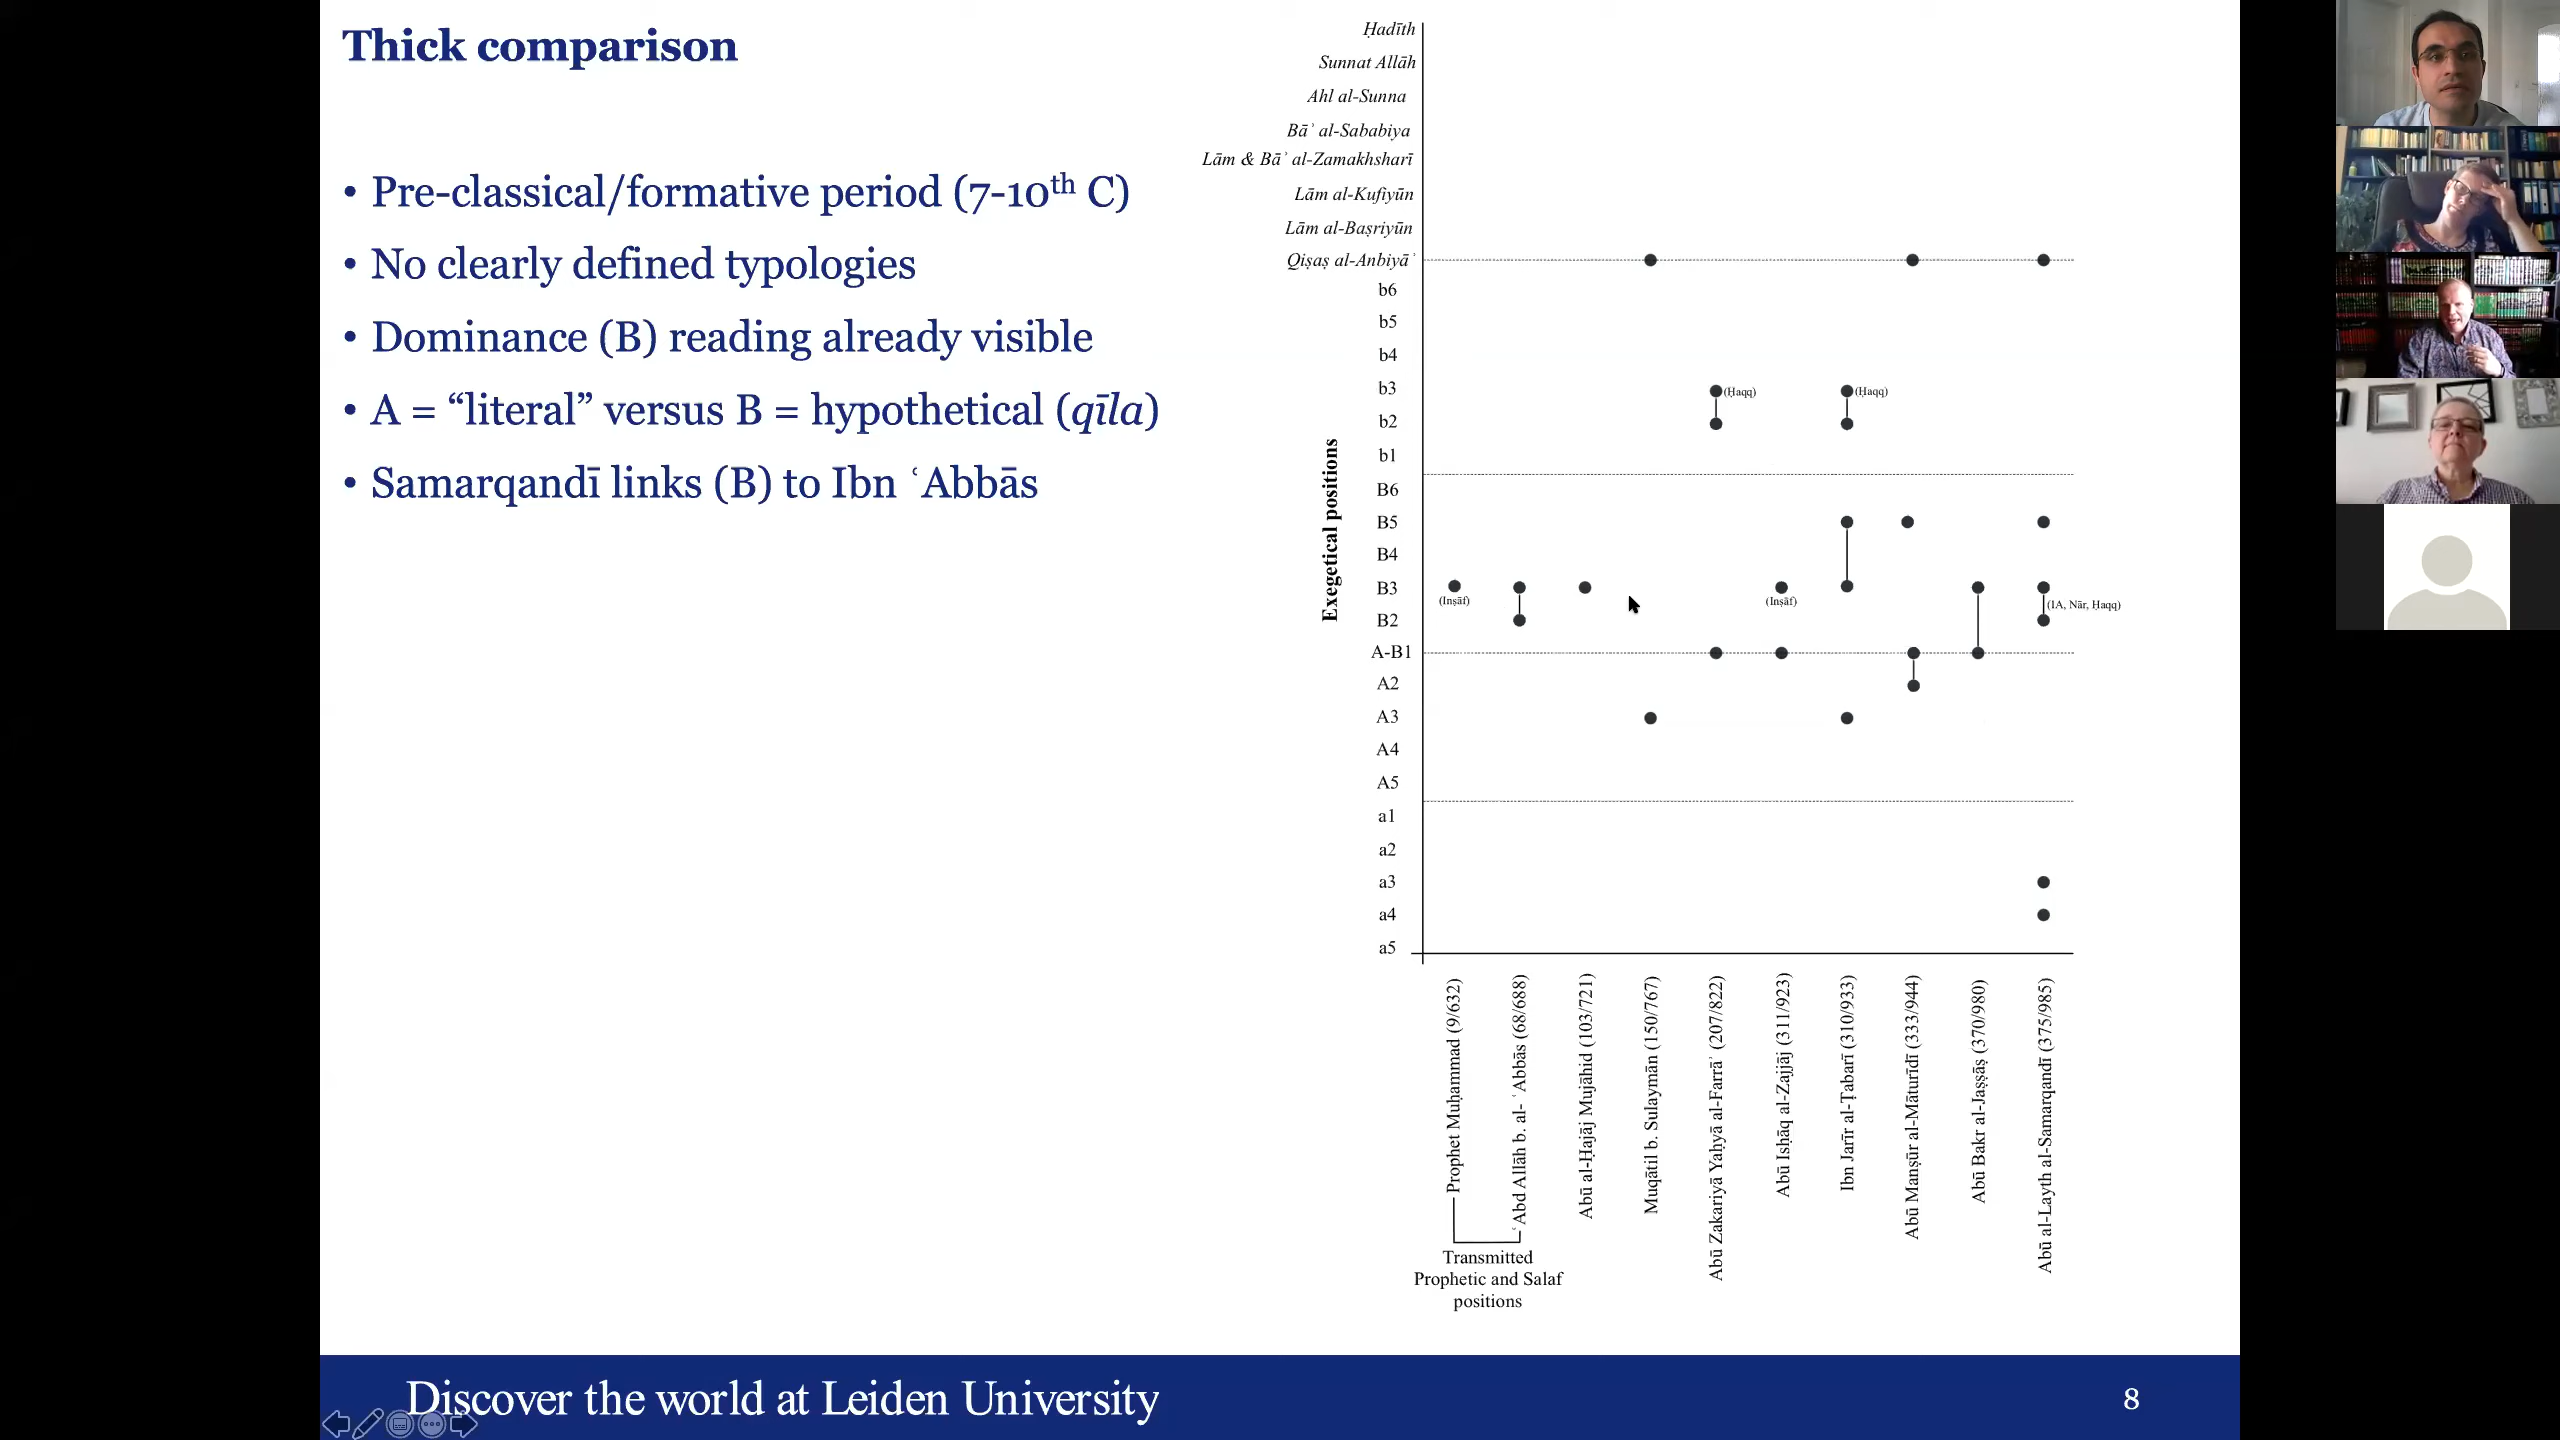 Thick comparison
• Pre-classical/formative period (7-10th C)
• No clearly defined typologies
• Dominance (B) reading already visible
• A = “literal” versus B = hypothetical (qīla)
• Samarqandī links (B) to Ibn ʿAbbās
Exegetical positions
Ḥadīth
Sunnat Allāh
Ahl al-Sunna
Bāʾ al-Sababiya
Lām & Bāʾ al-Zamakhsharī
Lām al-Kufiyūn
Lām al-Baṣriyūn
Qiṣaṣ al-Anbiyāʾ
b6
b5
b4
b3 (Ḥaqq) (Ḥaqq)
b2
b1
B6
B5
B4
B3
(Inṣāf) (Inṣāf) (IA, Nār, Ḥaqq)
B2
A-B1
A2
A3
A4
A5
a1
a2
a3
a4
a5
Prophet Muḥammad (9/632)
ʿAbd Allāh b. al- ʿAbbās (68/688)
Abū al-Ḥajāj Mujāhid (103/721)
Muqātil b. Sulaymān (150/767)
Abū Zakariyā Yaḥyā al-Farrāʾ (207/822)
Abū Isḥāq al-Zajjāj (311/923)
Ibn Jarīr al-Ṭabarī (310/933)
Abū Manṣūr al-Māturīdī (333/944)
Abū Bakr al-Jaṣṣāṣ (370/980)
Abū al-Layth al-Samarqandī (375/985)
Transmitted
Prophetic and Salaf
positions
Discover the world at Leiden University
8